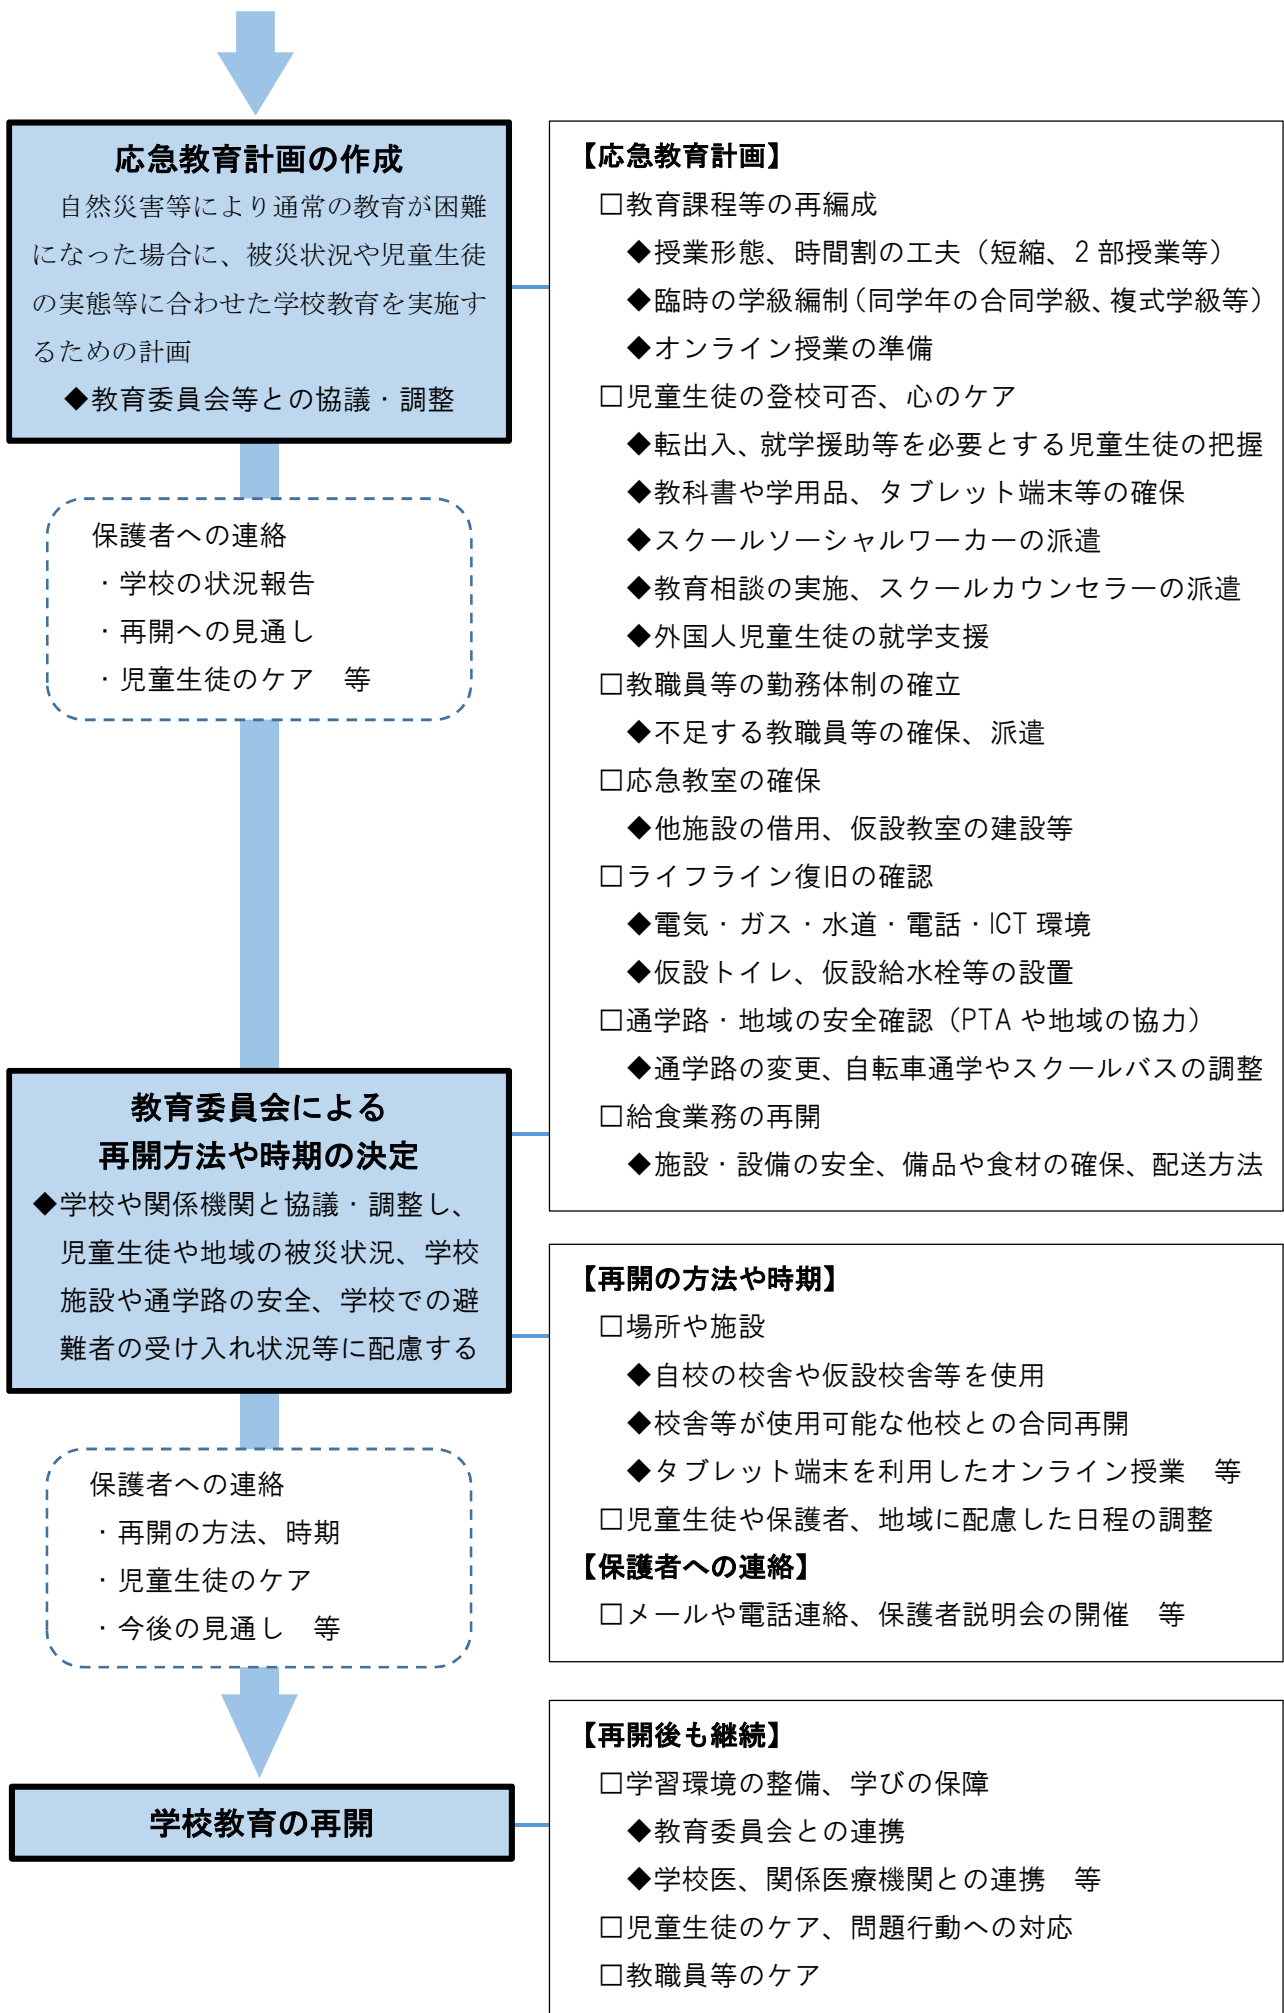 応急教育計画の作成
自然災害等により通常の教育が困難
になった場合に、被災状況や児童生徒
の実態等に合わせた学校教育を実施す
るための計画
◆教育委員会等との協議・調整
保護者への連絡
・学校の状況報告
・再開への見通し
・児童生徒のケア　等
教育委員会による
再開方法や時期の決定
◆学校や関係機関と協議・調整し、
児童生徒や地域の被災状況、学校
施設や通学路の安全、学校での避
難者の受け入れ状況等に配慮する
保護者への連絡
・再開の方法、時期
・児童生徒のケア
・今後の見通し　等
学校教育の再開
【応急教育計画】
□教育課程等の再編成
◆授業形態、時間割の工夫（短縮、2部授業等）
◆臨時の学級編制（同学年の合同学級、複式学級等）
◆オンライン授業の準備
□児童生徒の登校可否、心のケア
◆転出入、就学援助等を必要とする児童生徒の把握
◆教科書や学用品、タブレット端末等の確保
◆スクールソーシャルワーカーの派遣
◆教育相談の実施、スクールカウンセラーの派遣
◆外国人児童生徒の就学支援
□教職員等の勤務体制の確立
◆不足する教職員等の確保、派遣
□応急教室の確保
◆他施設の借用、仮設教室の建設等
□ライフライン復旧の確認
◆電気・ガス・水道・電話・ICT環境
◆仮設トイレ、仮設給水栓等の設置
□通学路・地域の安全確認（PTAや地域の協力）
◆通学路の変更、自転車通学やスクールバスの調整
□給食業務の再開
◆施設・設備の安全、備品や食材の確保、配送方法
【再開の方法や時期】
□場所や施設
◆自校の校舎や仮設校舎等を使用
◆校舎等が使用可能な他校との合同再開
◆タブレット端末を利用したオンライン授業　等
□児童生徒や保護者、地域に配慮した日程の調整
【保護者への連絡】
□メールや電話連絡、保護者説明会の開催　等
【再開後も継続】
□学習環境の整備、学びの保障
◆教育委員会との連携
◆学校医、関係医療機関との連携　等
□児童生徒のケア、問題行動への対応
□教職員等のケア